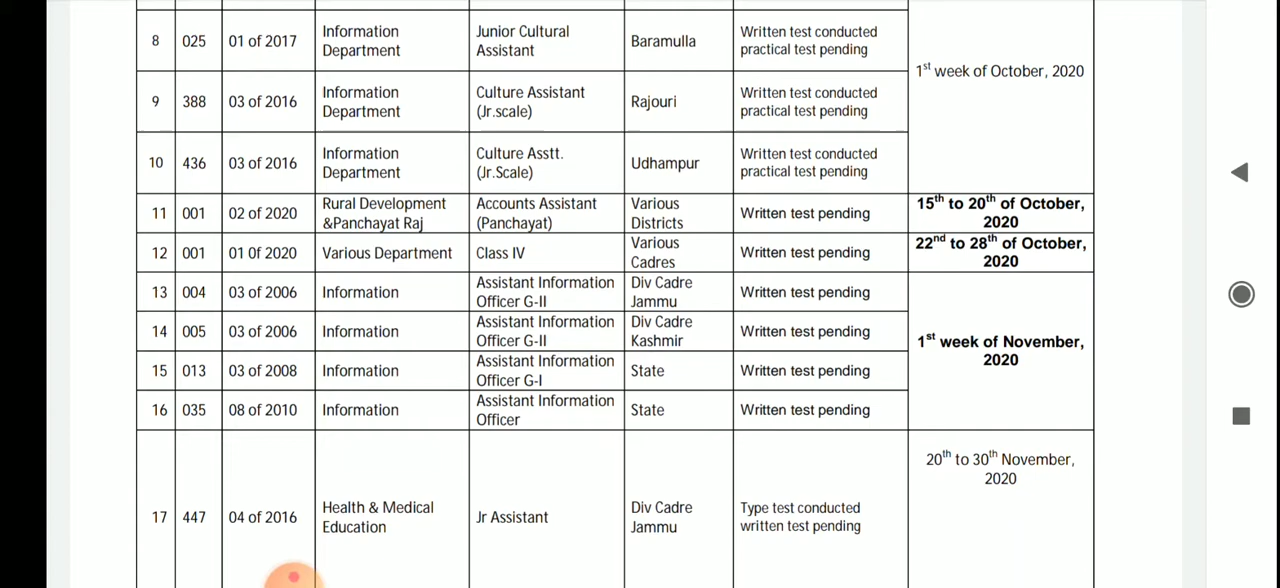 8 025 01 of 2017 Information Department Junior Cultural Assistant Baramulla Written test conducted practical test pending
1st week of October, 2020
9 388 03 of 2016 Information Department Culture Assistant (Jr.scale) Rajouri Written test conducted practical test pending
10 436 03 of 2016 Information Department Culture Asstt. (Jr.Scale) Udhampur Written test conducted practical test pending
11 001 02 of 2020 Rural Development &Panchayat Raj Accounts Assistant (Panchayat) Various Districts Written test pending 15th to 20th of October, 2020
12 001 01 of 2020 Various Department Class IV Various Cadres Written test pending 22nd to 28th of October, 2020
13 004 03 of 2006 Information Assistant Information Officer G-II Div Cadre Jammu Written test pending
14 005 03 of 2006 Information Assistant Information Officer G-II Div Cadre Kashmir Written test pending
1st week of November, 2020
15 013 03 of 2008 Information Assistant Information Officer G-I State Written test pending
16 035 08 of 2010 Information Assistant Information Officer State Written test pending
17 447 04 of 2016 Health & Medical Education Jr Assistant Div Cadre Jammu Type test conducted written test pending 20th to 30th November, 2020